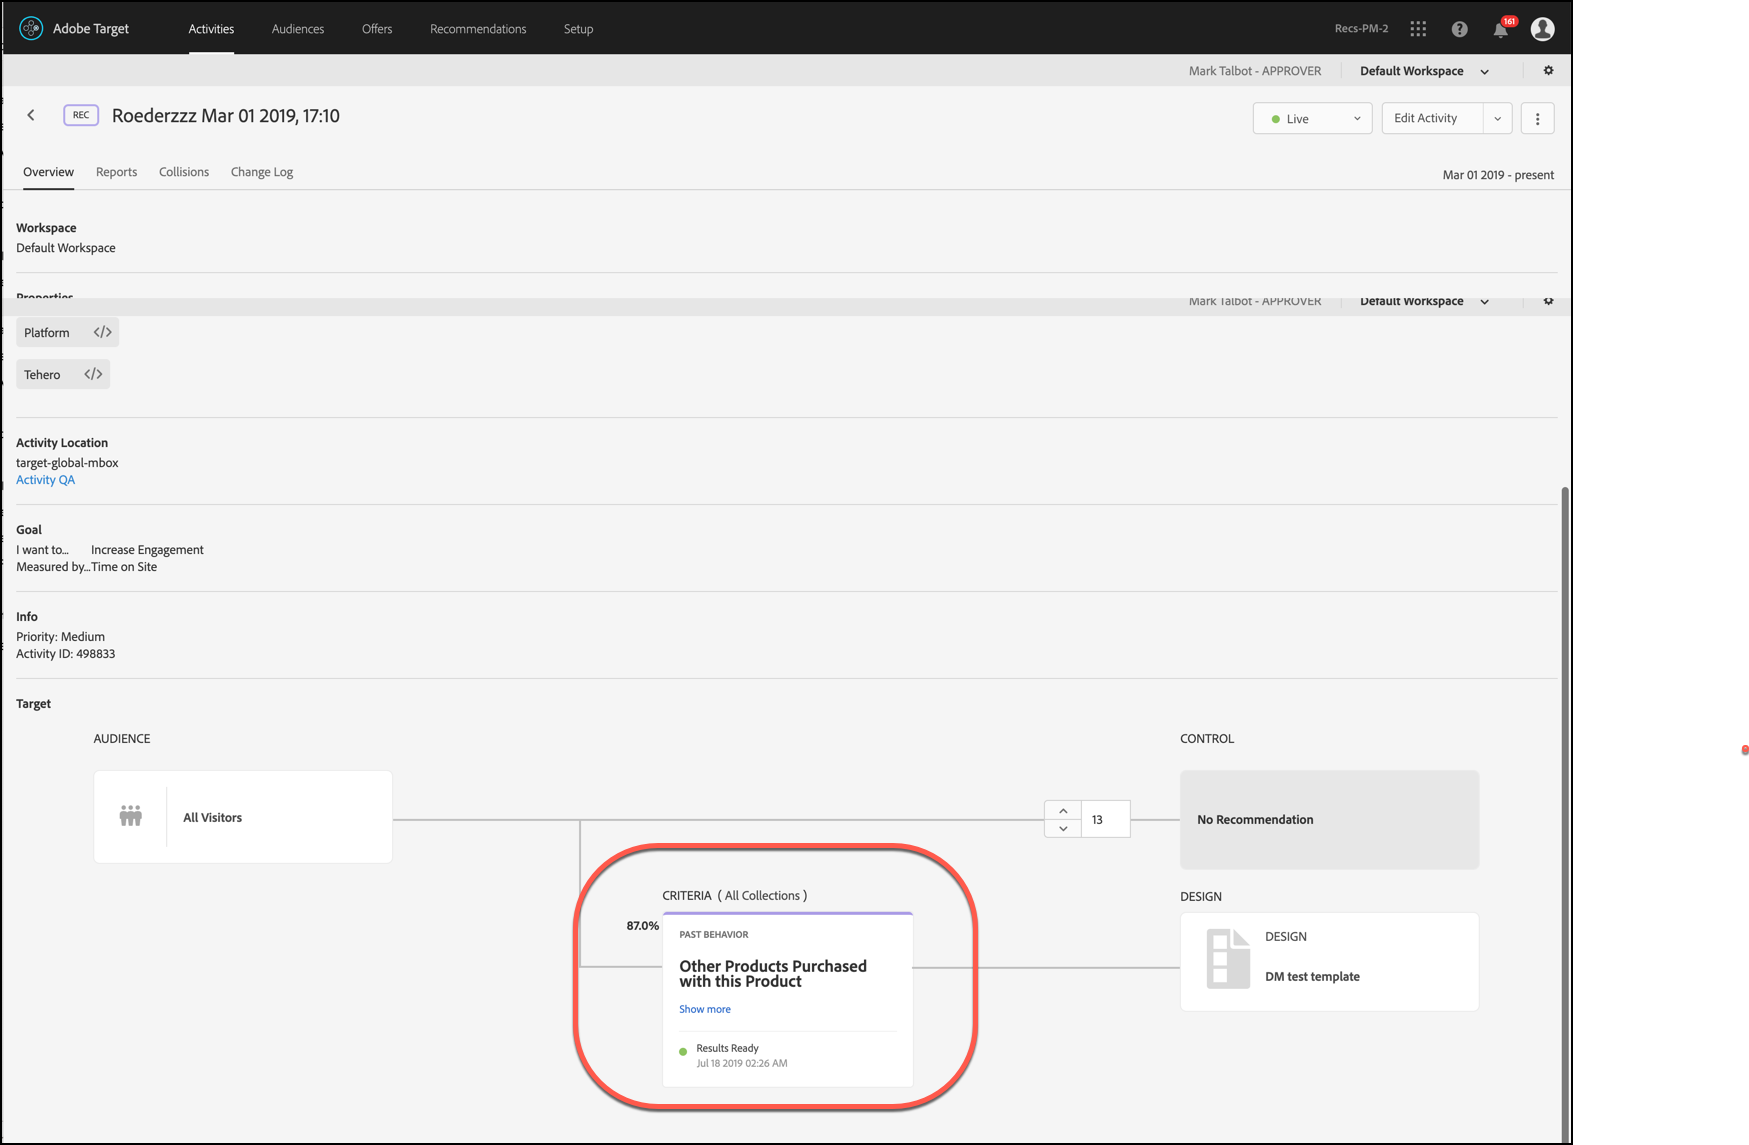 Adobe Target
Activities
Audiences
Offers
Recommendations
Setup
Recs-PM-2
161
Mark Talbot - APPROVER
Default Workspace
REC
Roederzzz Mar 01 2019, 17:10
Live
Edit Activity
Overview
Reports
Collisions
Change Log
Mar 01 2019 - present
Workspace
Default Workspace
Properties
Mark Talbot - APPROVER
Default Workspace
Platform </>
Tehero </>
Activity Location
target-global-mbox
Activity QA
Goal
I want to... Increase Engagement
Measured by...Time on Site
Info
Priority: Medium
Activity ID: 498833
Target
AUDIENCE
CONTROL
All Visitors
13
No Recommendation
CRITERIA ( All Collections )
87.0%
PAST BEHAVIOR
Other Products Purchased
with this Product
Show more
Results Ready
Jul 18 2019 02:26 AM
DESIGN
DESIGN
DM test template